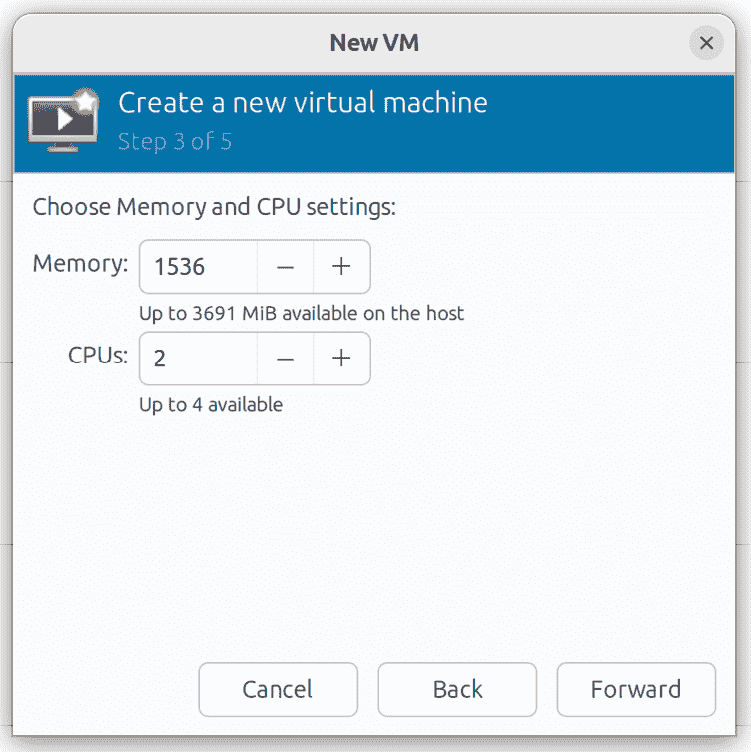 New VM
Create a new virtual machine
Step 3 of 5
Choose Memory and CPU settings:
Memory: 1536
Up to 3691 MiB available on the host
CPUs: 2
Up to 4 available
Cancel Back Forward